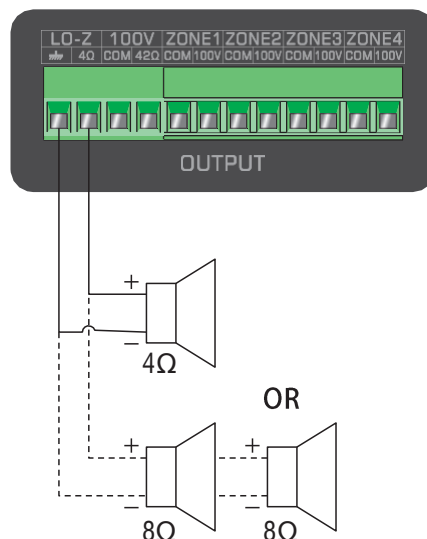 LO-Z 100V ZONE1 ZONE2 ZONE3 ZONE4
4Ω COM 42Ω COM 100V COM 100V COM 100V COM 100V
OUTPUT
+
−
4Ω
OR
+ +
− −
8Ω 8Ω